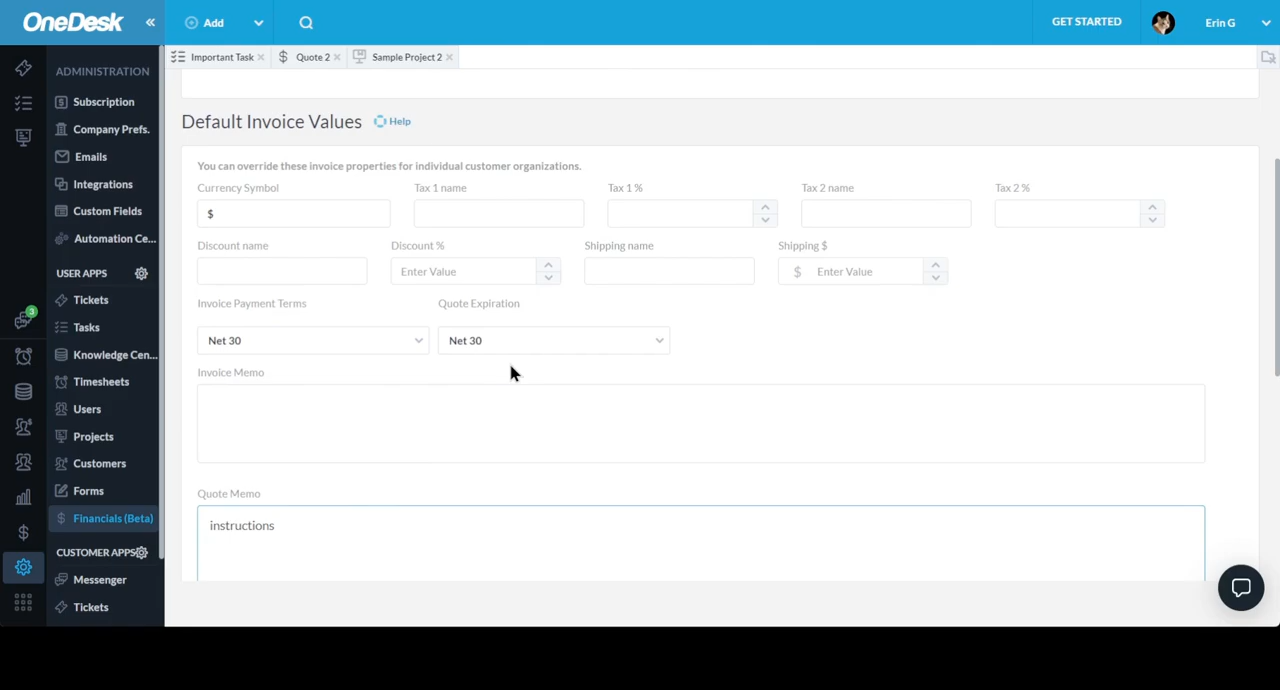 OneDesk
«
Add
GET STARTED
Erin G
Important Task ×
$ Quote 2 ×
Sample Project 2 ×
ADMINISTRATION
Subscription
Company Prefs.
Emails
Integrations
Custom Fields
Automation Ce...
USER APPS
Tickets
Tasks
3
Knowledge Cen...
Timesheets
Users
Projects
Customers
Forms
$ Financials (Beta)
$
CUSTOMER APPS
Messenger
Tickets
Default Invoice Values
Help
You can override these invoice properties for individual customer organizations.
Currency Symbol
Tax 1 name
Tax 1 %
Tax 2 name
Tax 2 %
$
Discount name
Discount %
Shipping name
Shipping $
Enter Value
$ Enter Value
Invoice Payment Terms
Quote Expiration
Net 30
Net 30
Invoice Memo
Quote Memo
instructions